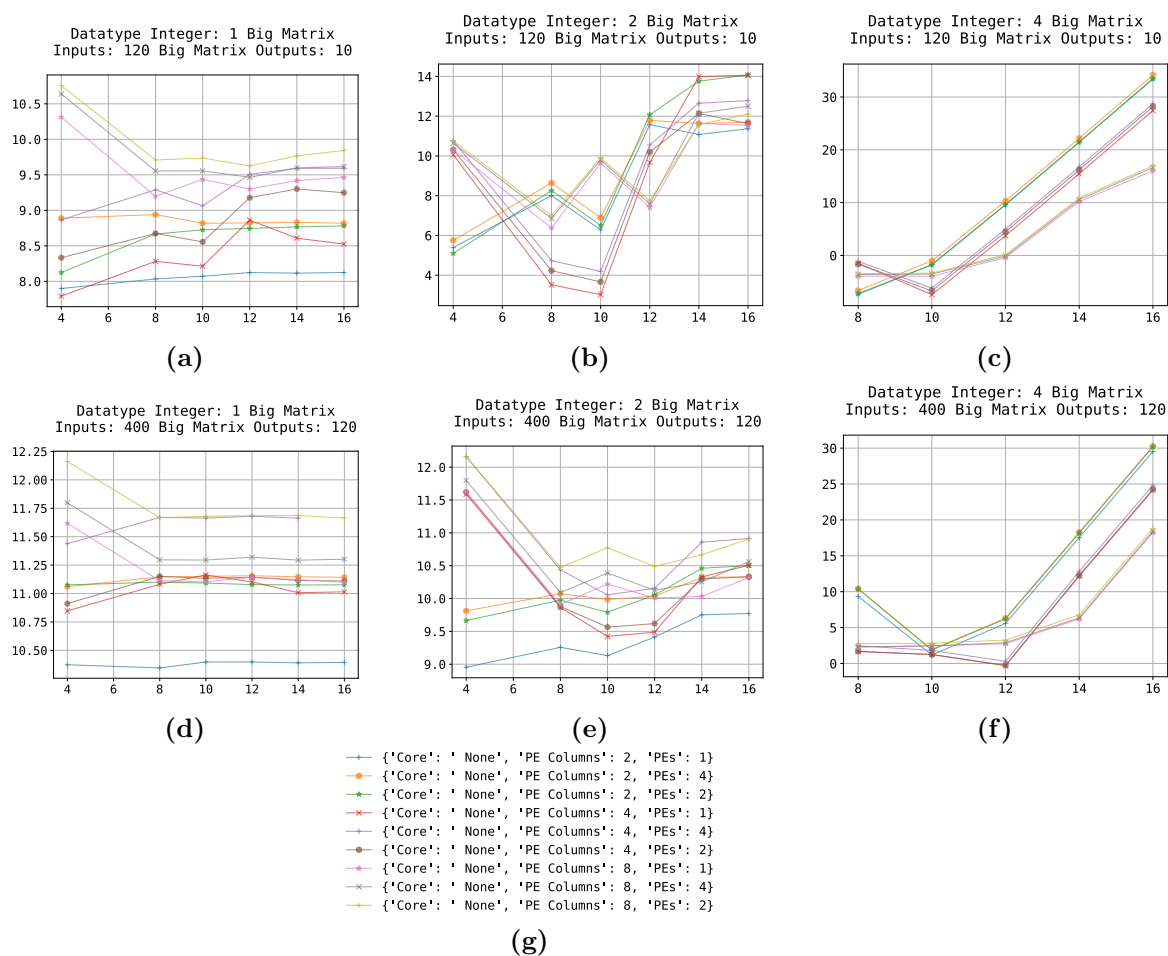 Datatype Integer: 1 Big Matrix
Inputs: 120 Big Matrix Outputs: 10
10.5
10.0
9.5
9.0
8.5
8.0
4 6 8 10 12 14 16
(a)
Datatype Integer: 2 Big Matrix
Inputs: 120 Big Matrix Outputs: 10
14
12
10
8
6
4
4 6 8 10 12 14 16
(b)
Datatype Integer: 4 Big Matrix
Inputs: 120 Big Matrix Outputs: 10
30
20
10
0
8 10 12 14 16
(c)
Datatype Integer: 1 Big Matrix
Inputs: 400 Big Matrix Outputs: 120
12.25
12.00
11.75
11.50
11.25
11.00
10.75
10.50
4 6 8 10 12 14 16
(d)
Datatype Integer: 2 Big Matrix
Inputs: 400 Big Matrix Outputs: 120
12.0
11.5
11.0
10.5
10.0
9.5
9.0
4 6 8 10 12 14 16
(e)
Datatype Integer: 4 Big Matrix
Inputs: 400 Big Matrix Outputs: 120
30
25
20
15
10
5
0
8 10 12 14 16
(f)
{'Core': ' None', 'PE Columns': 2, 'PEs': 1}
{'Core': ' None', 'PE Columns': 2, 'PEs': 4}
{'Core': ' None', 'PE Columns': 2, 'PEs': 2}
{'Core': ' None', 'PE Columns': 4, 'PEs': 1}
{'Core': ' None', 'PE Columns': 4, 'PEs': 4}
{'Core': ' None', 'PE Columns': 4, 'PEs': 2}
{'Core': ' None', 'PE Columns': 8, 'PEs': 1}
{'Core': ' None', 'PE Columns': 8, 'PEs': 4}
{'Core': ' None', 'PE Columns': 8, 'PEs': 2}
(g)